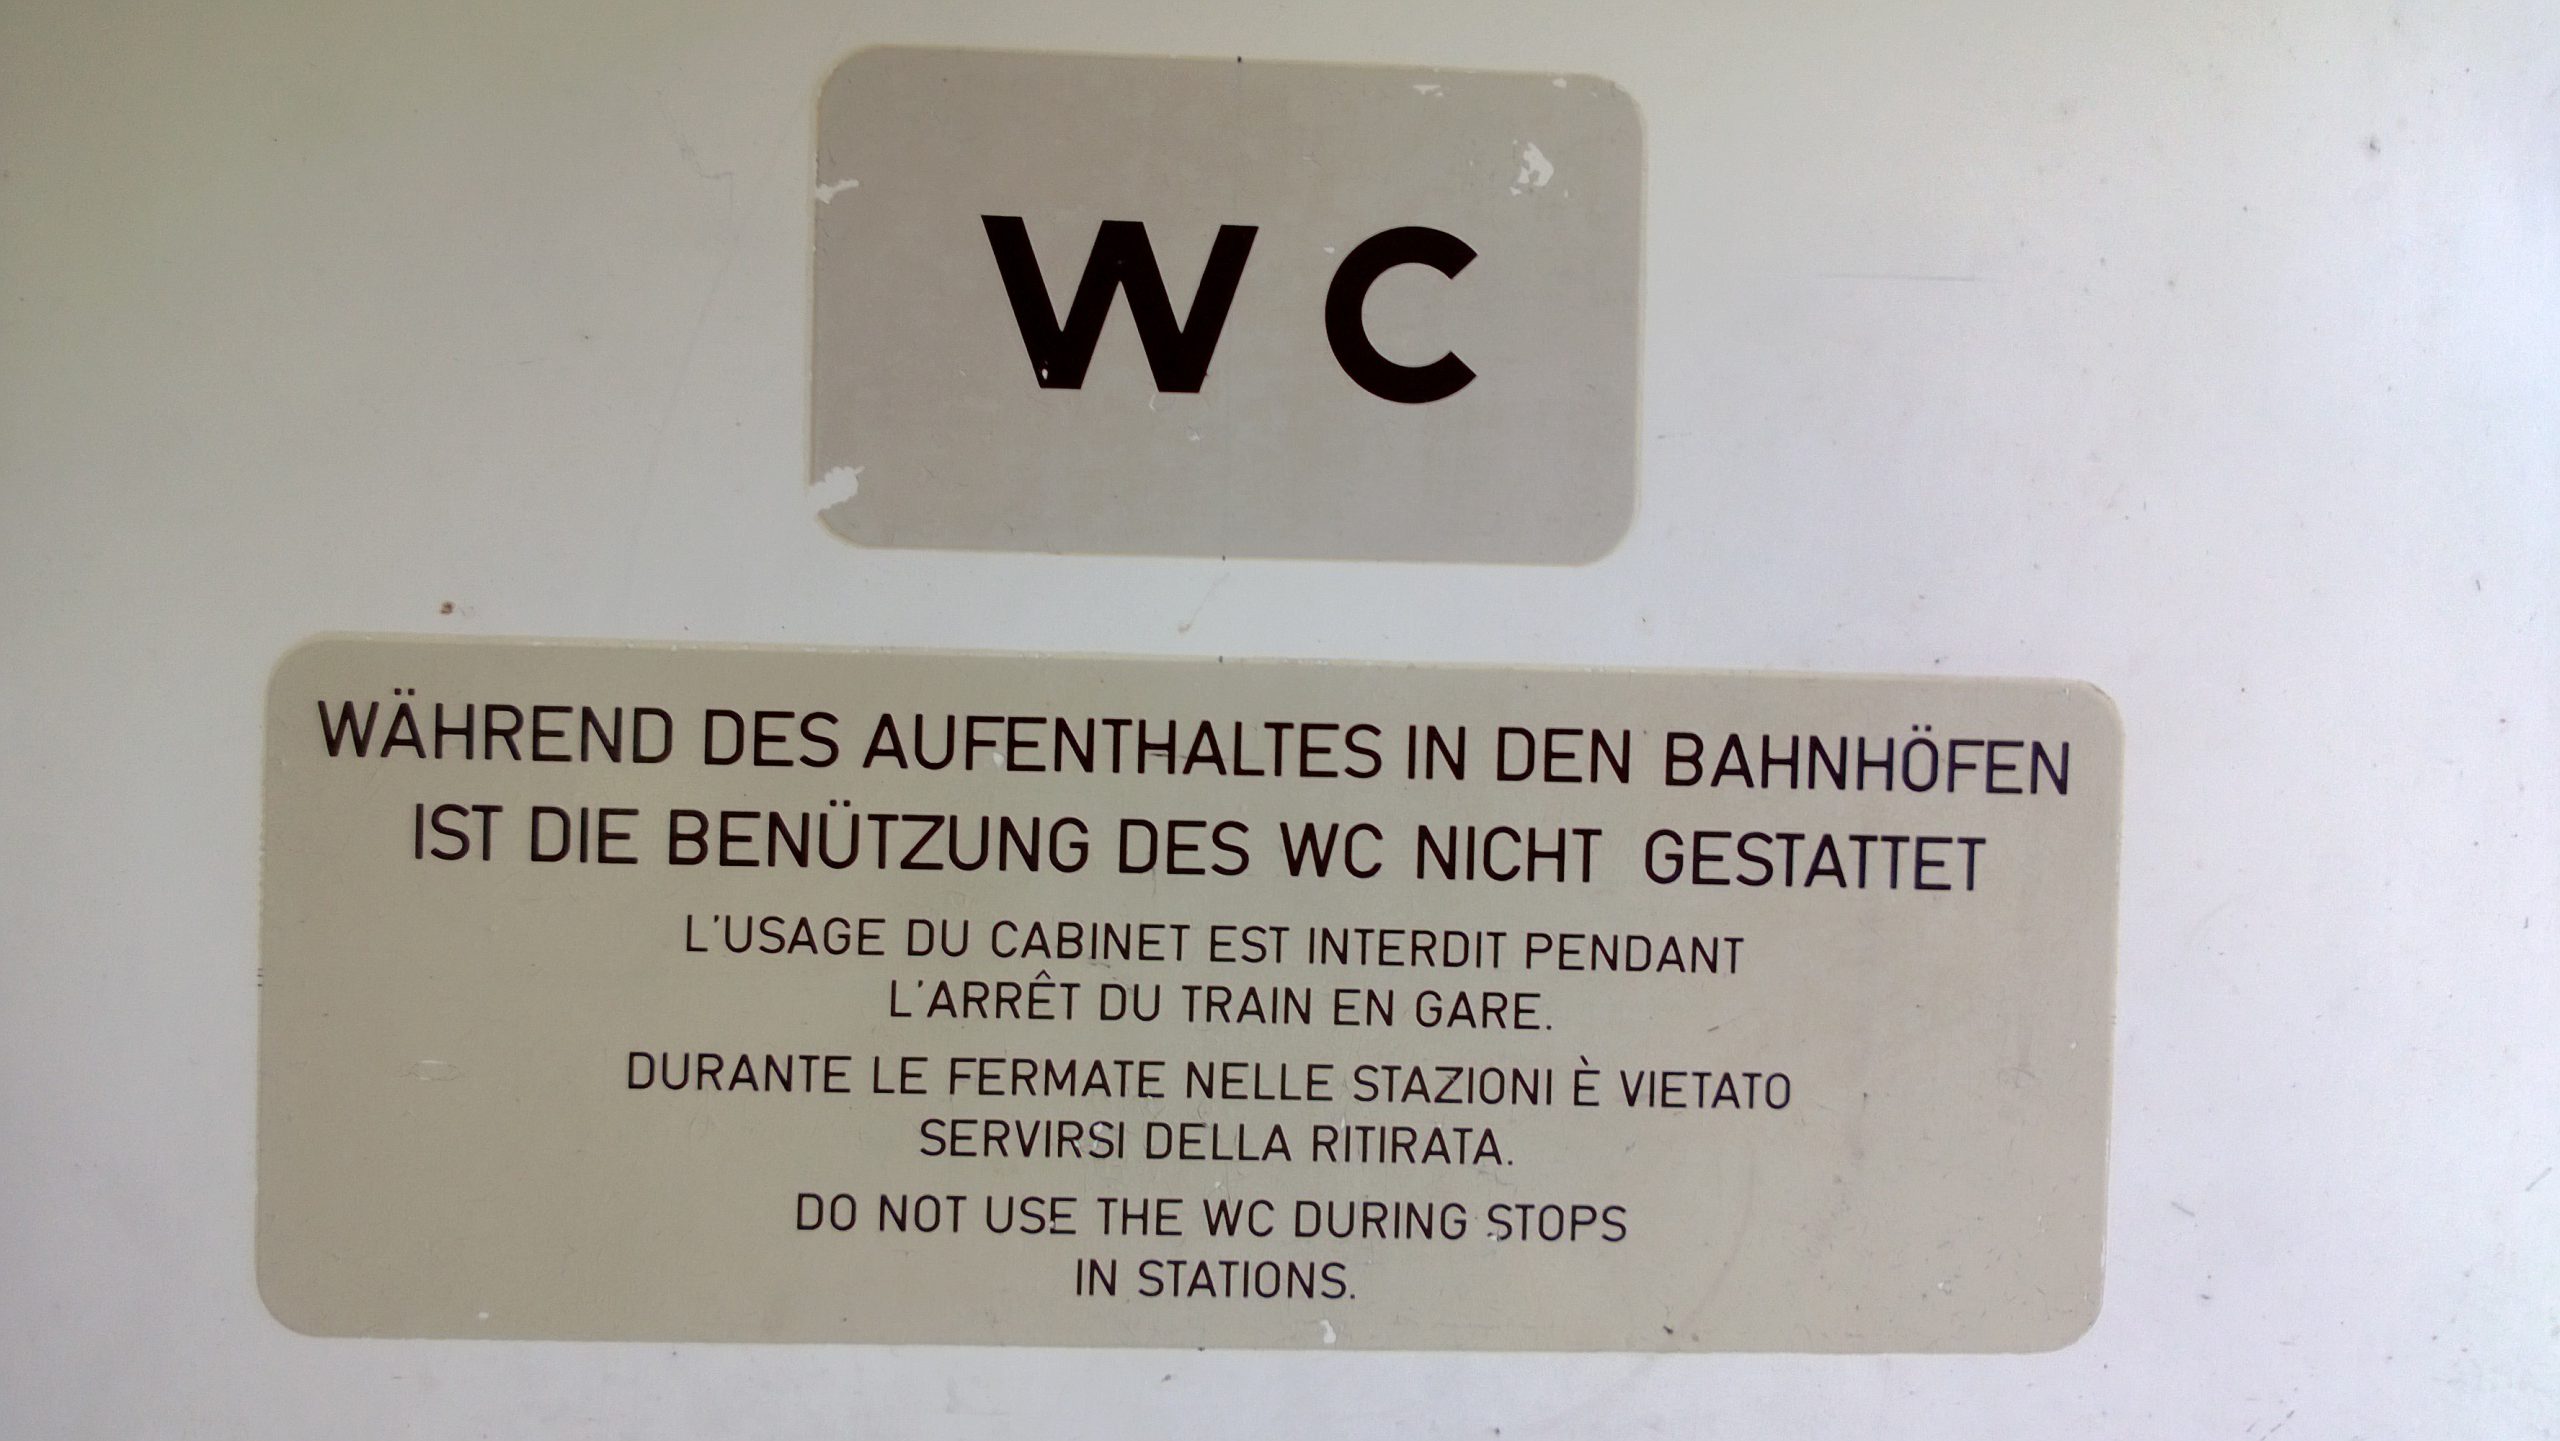 WC
WÄHREND DES AUFENTHALTES IN DEN BAHNHÖFEN
IST DIE BENÜTZUNG DES WC NICHT GESTATTET
L'USAGE DU CABINET EST INTERDIT PENDANT
L'ARRÊT DU TRAIN EN GARE.
DURANTE LE FERMATE NELLE STAZIONI È VIETATO
SERVIRSI DELLA RITIRATA.
DO NOT USE THE WC DURING STOPS
IN STATIONS.